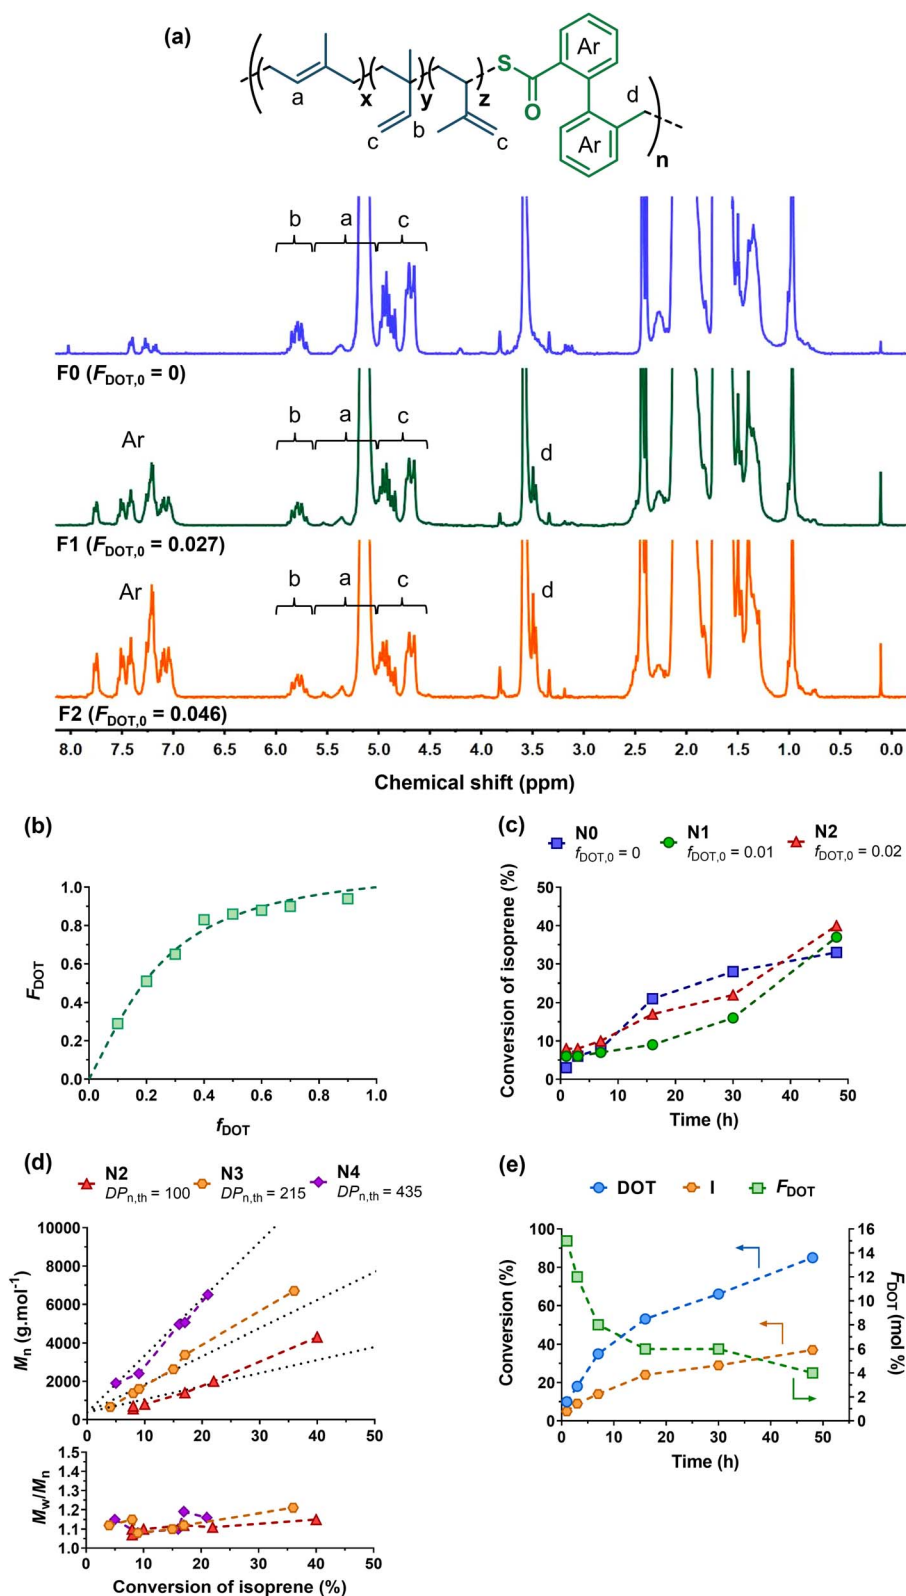 (a)
a
x
y
z
S
O
Ar
Ar
d
n
c
b
c
b
a
c
F0 (FDOT,0 = 0)
Ar
b
a
c
d
F1 (FDOT,0 = 0.027)
Ar
b
a
c
d
F2 (FDOT,0 = 0.046)
8.0 7.5 7.0 6.5 6.0 5.5 5.0 4.5 4.0 3.5 3.0 2.5 2.0 1.5 1.0 0.5 0.0
Chemical shift (ppm)
(b)
1.0
0.8
0.6
0.4
0.2
0.0
FDOT
0.0 0.2 0.4 0.6 0.8 1.0
fDOT
(c)
N0 N1 N2
fDOT,0 = 0 fDOT,0 = 0.01 fDOT,0 = 0.02
Conversion of isoprene (%)
50
40
30
20
10
0
0 10 20 30 40 50
Time (h)
(d)
N2 N3 N4
DPn,th = 100 DPn,th = 215 DPn,th = 435
Mn (g.mol-1)
10000
8000
6000
4000
2000
0
0 10 20 30 40 50
Mw/Mn
1.5
1.4
1.3
1.2
1.1
1.0
0 10 20 30 40 50
Conversion of isoprene (%)
(e)
DOT I FDOT
Conversion (%)
100
80
60
40
20
0
16
14
12
10
8
6
4
2
0
FDOT (mol %)
0 10 20 30 40 50
Time (h)